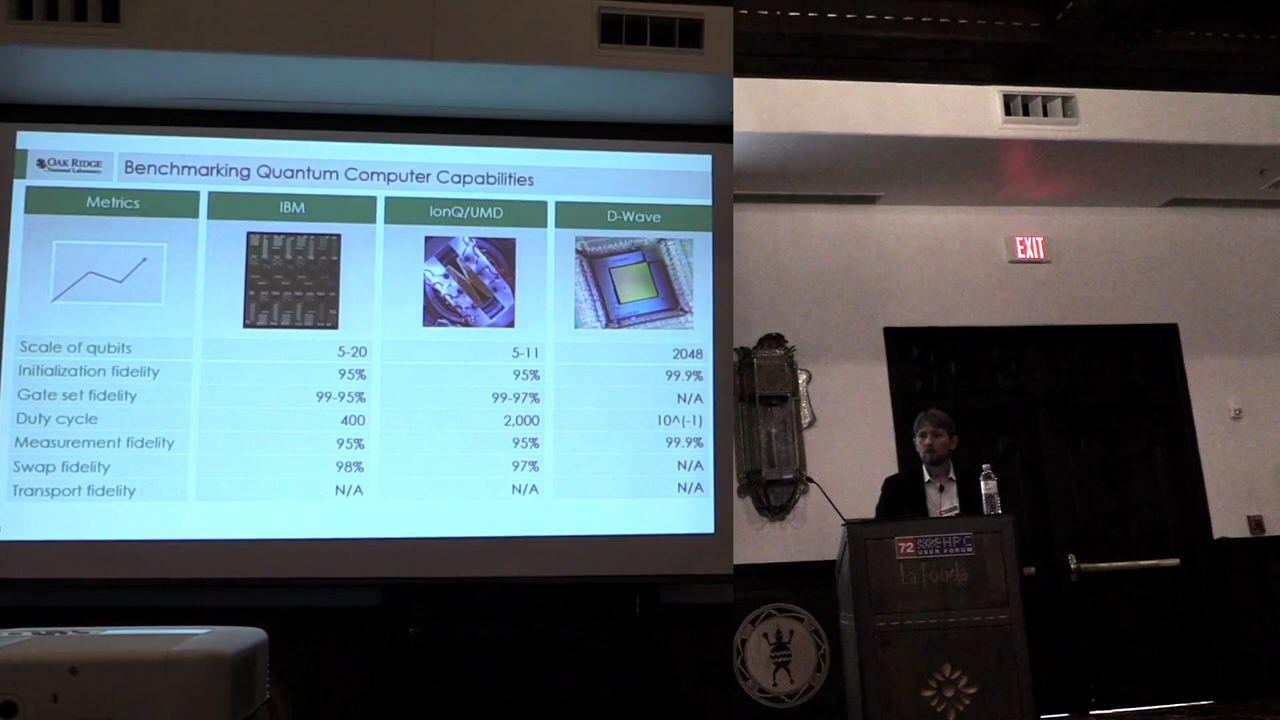 OAK RIDGE
National Laboratory
Benchmarking Quantum Computer Capabilities
Metrics IBM IonQ/UMD D-Wave
Scale of qubits 5-20 5-11 2048
Initialization fidelity 95% 95% 99.9%
Gate set fidelity 99-95% 99-97% N/A
Duty cycle 400 2,000 10^(-1)
Measurement fidelity 95% 95% 99.9%
Swap fidelity 98% 97% N/A
Transport fidelity N/A N/A N/A
EXIT
72 HPC
USER FORUM
La Fonda